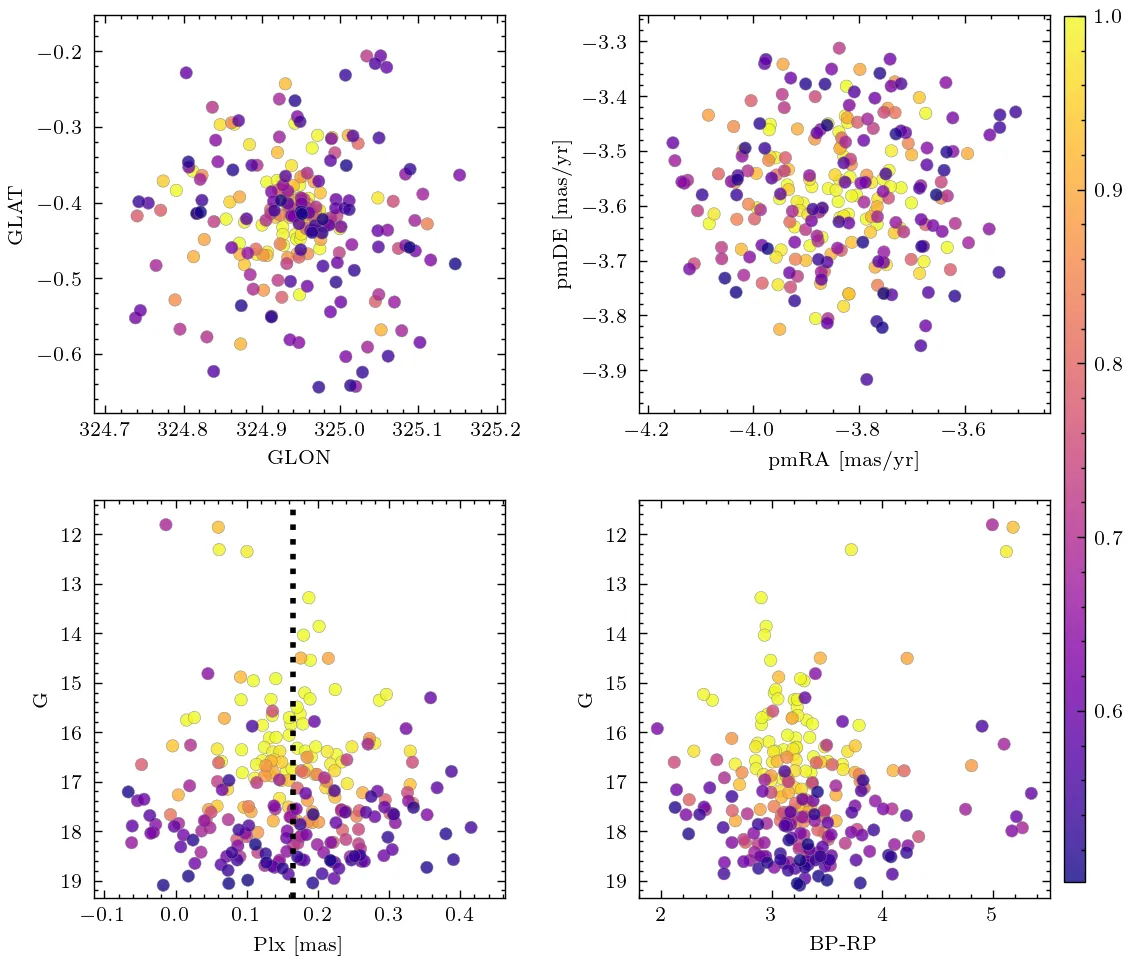 −0.2
−0.3
−0.4
−0.5
−0.6
GLAT
324.7 324.8 324.9 325.0 325.1 325.2
GLON
−3.3
−3.4
−3.5
−3.6
−3.7
−3.8
−3.9
pmDE [mas/yr]
−4.2 −4.0 −3.8 −3.6
pmRA [mas/yr]
12
13
14
15
16
17
18
19
G
−0.1 0.0 0.1 0.2 0.3 0.4
Plx [mas]
12
13
14
15
16
17
18
19
G
2 3 4 5
BP-RP
1.0
0.9
0.8
0.7
0.6